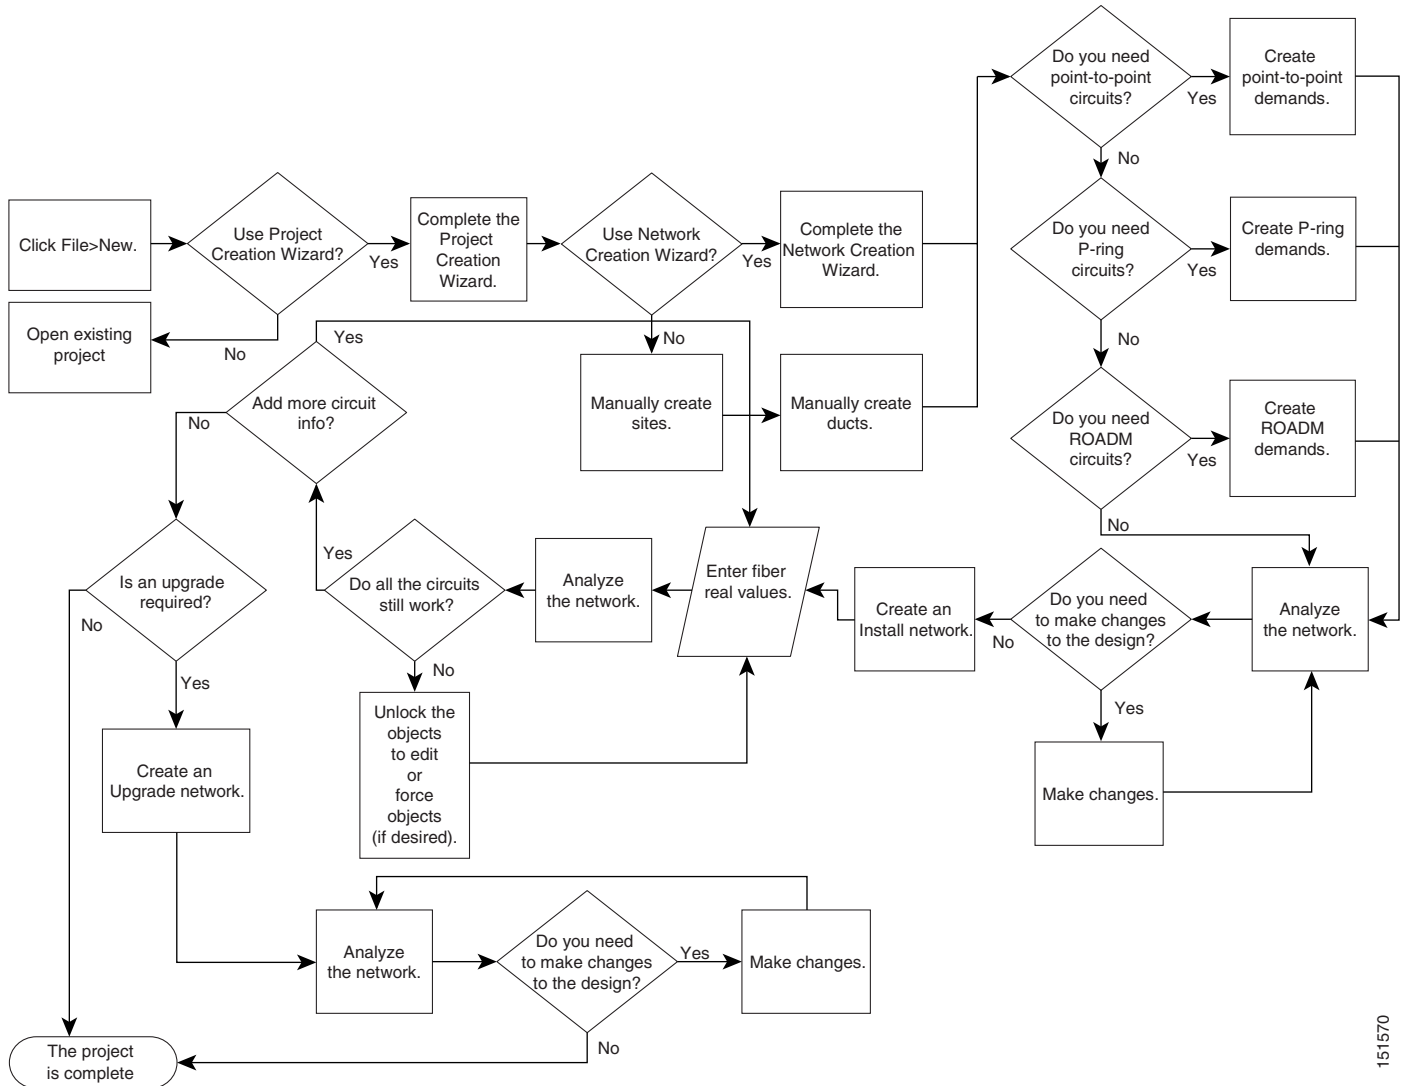 Do you need
point-to-point
circuits?
Yes
No
Create
point-to-point
demands.
Click File>New.
Use Project
Creation Wizard?
Yes
No
Complete the
Project
Creation
Wizard.
Use Network
Creation Wizard?
Yes
No
Complete the
Network Creation
Wizard.
Do you need
P-ring
circuits?
Yes
No
Create P-ring
demands.
Open existing
project
Yes
Add more circuit
info?
No
Manually create
sites.
Manually create
ducts.
Do you need
ROADM
circuits?
Yes
No
Create
ROADM
demands.
Is an upgrade
required?
No
Yes
Yes
Do all the circuits
still work?
No
Analyze
the network.
Enter fiber
real values.
Create an
Install network.
No
Do you need
to make changes
to the design?
Yes
Analyze
the network.
Unlock the
objects
to edit
or
force
objects
(if desired).
Create an
Upgrade network.
Make changes.
Analyze
the network.
Do you need
to make changes
to the design?
Yes
No
Make changes.
The project
is complete
151570